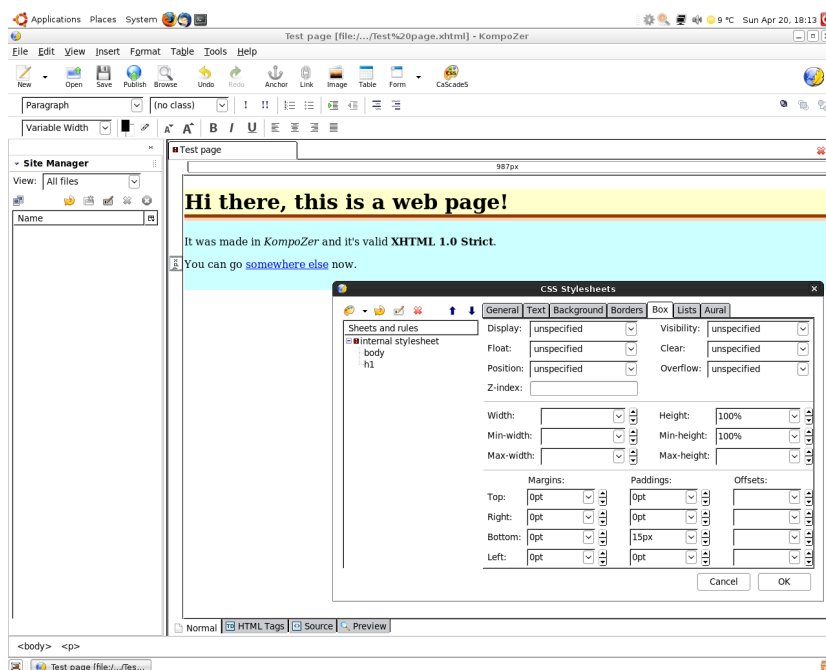 Applications Places System 9 °C Sun Apr 20, 18:13
Test page [file:/.../Test%20page.xhtml] - KompoZer
File Edit View Insert Format Table Tools Help
New Open Save Publish Browse Undo Redo Anchor Link Image Table Form CaScadeS
Paragraph (no class)
Variable Width A A B I U
Test page
Site Manager
987px
View: All files
Name
Hi there, this is a web page!
It was made in KompoZer and it's valid XHTML 1.0 Strict.
You can go somewhere else now.
CSS Stylesheets
General Text Background Borders Box Lists Aural
Sheets and rules
internal stylesheet
body
h1
Display: unspecified Visibility: unspecified
Float: unspecified Clear: unspecified
Position: unspecified Overflow: unspecified
Z-index:
Width: Height: 100%
Min-width: Min-height: 100%
Max-width: Max-height:
Margins: Paddings: Offsets:
Top: 0pt 0pt
Right: 0pt 0pt
Bottom: 0pt 15px
Left: 0pt 0pt
Cancel OK
Normal HTML Tags Source Preview
<body> <p>
Test page [file:/.../Tes...